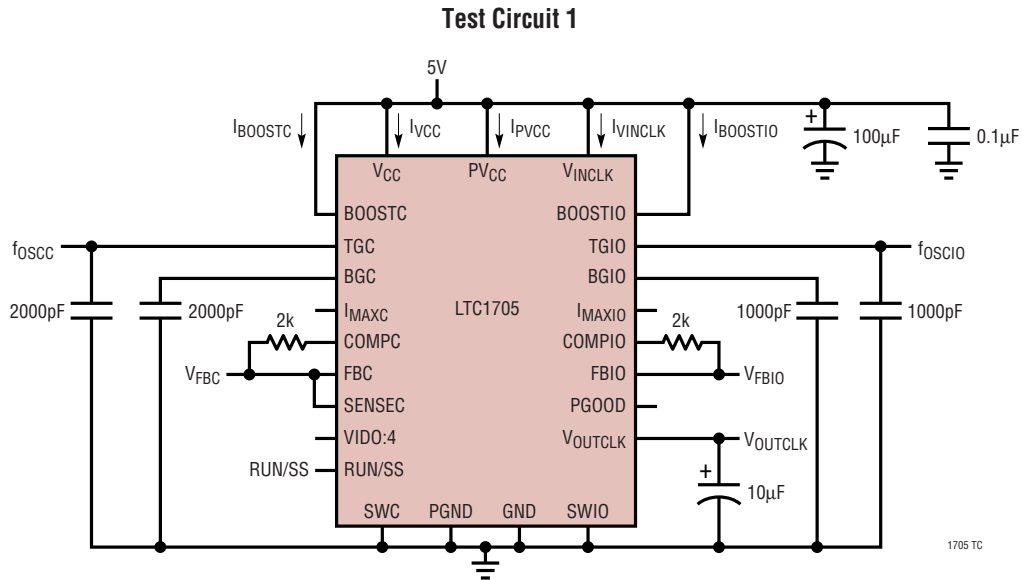 Test Circuit 1
5V
IBOOSTC
IVCC
IPVCC
IVINCLK
IBOOSTIO
+
100µF
0.1µF
VCC
PVCC
VINCLK
BOOSTC
BOOSTIO
fOSCC
TGC
TGIO
fOSCIO
BGC
BGIO
2000pF
2000pF
IMAXC
LTC1705
IMAXIO
1000pF
1000pF
2k
COMPC
COMPIO
2k
VFBC
FBC
FBIO
VFBIO
SENSEC
PGOOD
VIDO:4
VOUTCLK
VOUTCLK
RUN/SS
RUN/SS
+
10µF
SWC
PGND
GND
SWIO
1705 TC